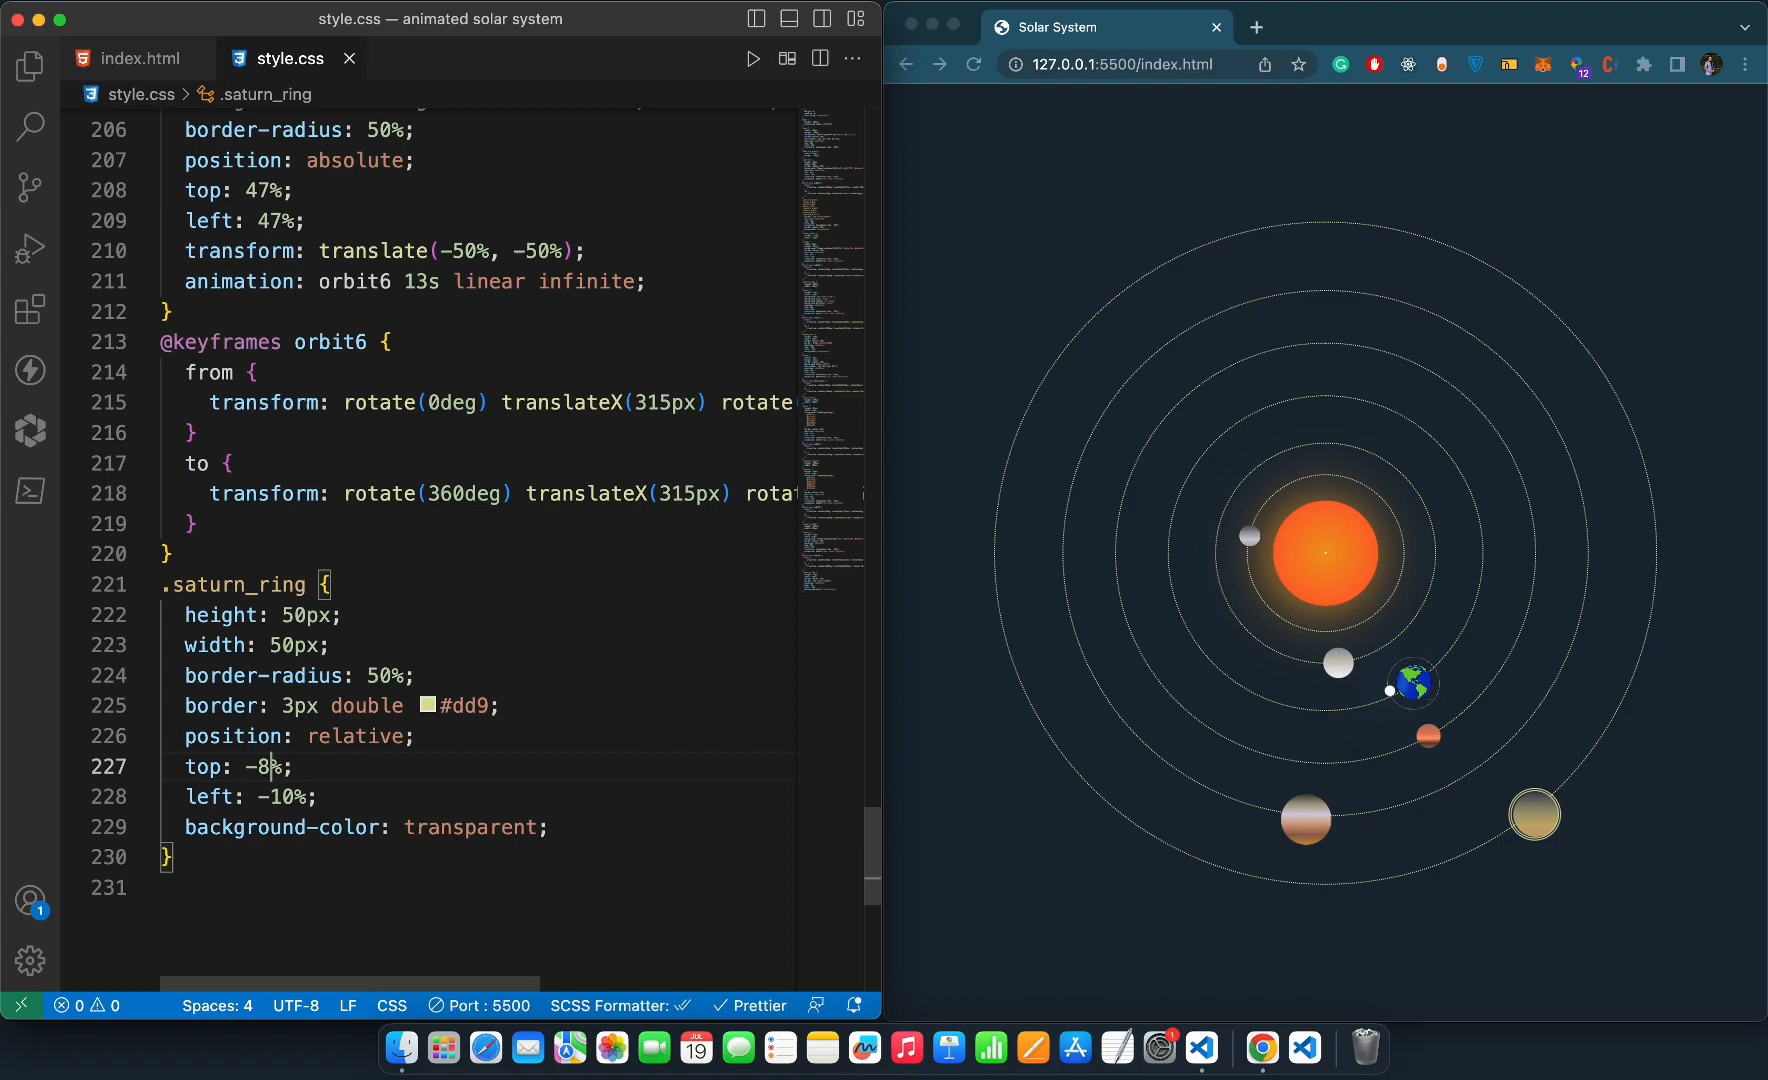 style.css — animated solar system
index.html
style.css
style.css > .saturn_ring
206 border-radius: 50%;
207 position: absolute;
208 top: 47%;
209 left: 47%;
210 transform: translate(-50%, -50%);
211 animation: orbit6 13s linear infinite;
212 }
213 @keyframes orbit6 {
214 from {
215 transform: rotate(0deg) translateX(315px) rotate(
216 }
217 to {
218 transform: rotate(360deg) translateX(315px) rotat
219 }
220 }
221 .saturn_ring {
222 height: 50px;
223 width: 50px;
224 border-radius: 50%;
225 border: 3px double #dd9;
226 position: relative;
227 top: -8%;
228 left: -10%;
229 background-color: transparent;
230 }
231
1
0 0 Spaces: 4 UTF-8 LF CSS Port : 5500 SCSS Formatter: Prettier
Solar System
127.0.0.1:5500/index.html
12
JUL
19
1